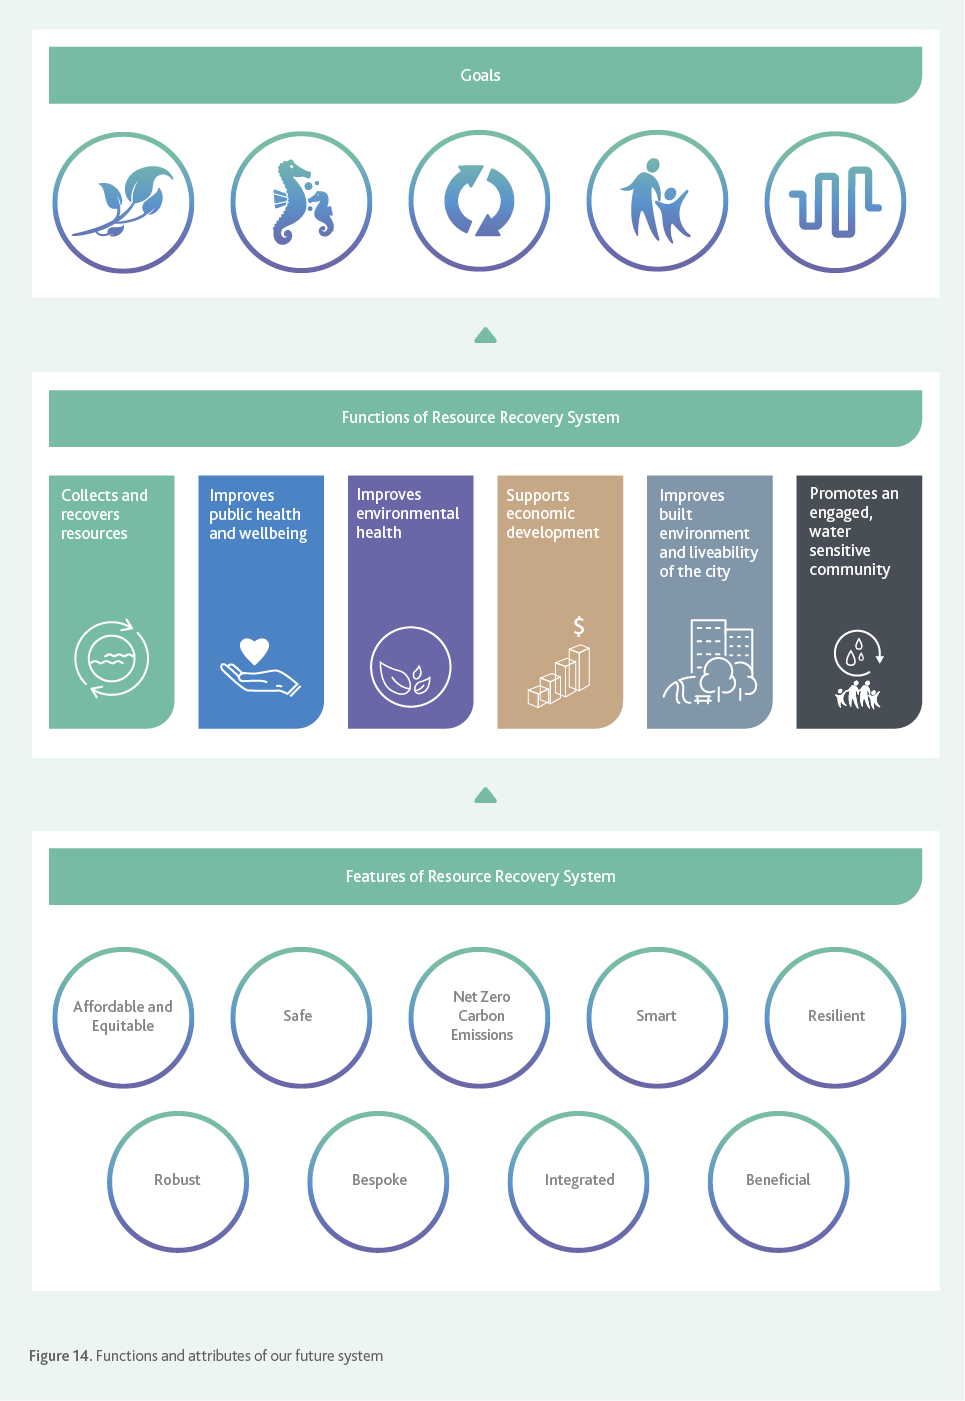 Goals
Functions of Resource Recovery System
Collects and
recovers
resources
Improves
public health
and wellbeing
Improves
environmental
health
Supports
economic
development
$
Improves
built
environment
and liveability
of the city
Promotes an
engaged,
water
sensitive
community
Features of Resource Recovery System
Affordable and
Equitable
Safe
Net Zero
Carbon
Emissions
Smart
Resilient
Robust
Bespoke
Integrated
Beneficial
Figure 14. Functions and attributes of our future system